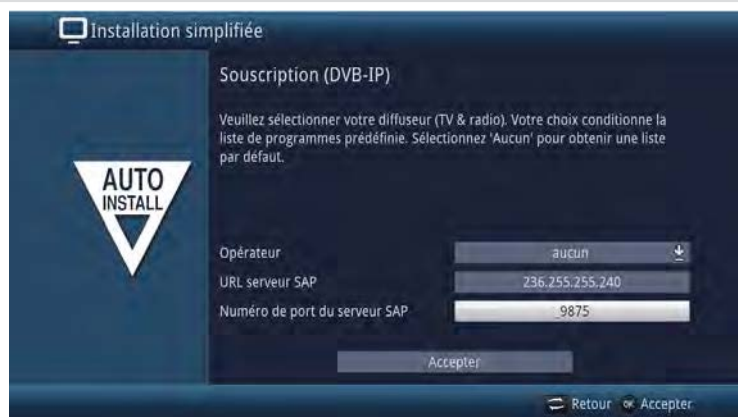 Installation simplifiée
Souscription (DVB-IP)
Veuillez sélectionner votre diffuseur (TV & radio). Votre choix conditionne la
liste de programmes prédéfinie. Sélectionnez 'Aucun' pour obtenir une liste
par défaut.
AUTO
INSTALL
Opérateur
aucun
URL serveur SAP
236.255.255.240
Numéro de port du serveur SAP
_9875
Accepter
Retour OK Accepter